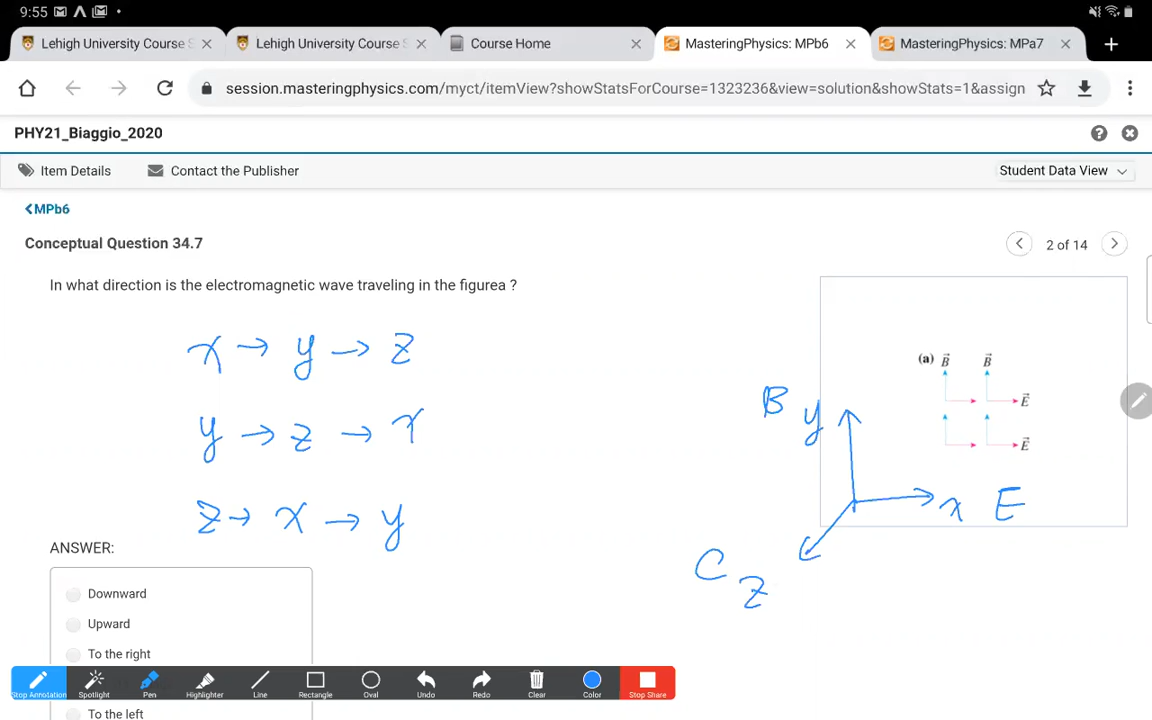 9:55
Lehigh University Course S
Lehigh University Course S
Course Home
MasteringPhysics: MPb6
MasteringPhysics: MPa7
session.masteringphysics.com/myct/itemView?showStatsForCourse=1323236&view=solution&showStats=1&assign
PHY21_Biaggio_2020
Item Details
Contact the Publisher
Student Data View
MPb6
Conceptual Question 34.7
2 of 14
In what direction is the electromagnetic wave traveling in the figurea ?
x → y → z
(a) B⃗ B⃗
E⃗
B y
y → z → x
E⃗
x E
z → x → y
C z
ANSWER:
Downward
Upward
To the right
To the left
Stop Annotation Spotlight Pen Highlighter Line Rectangle Oval Undo Redo Clear Color Stop Share